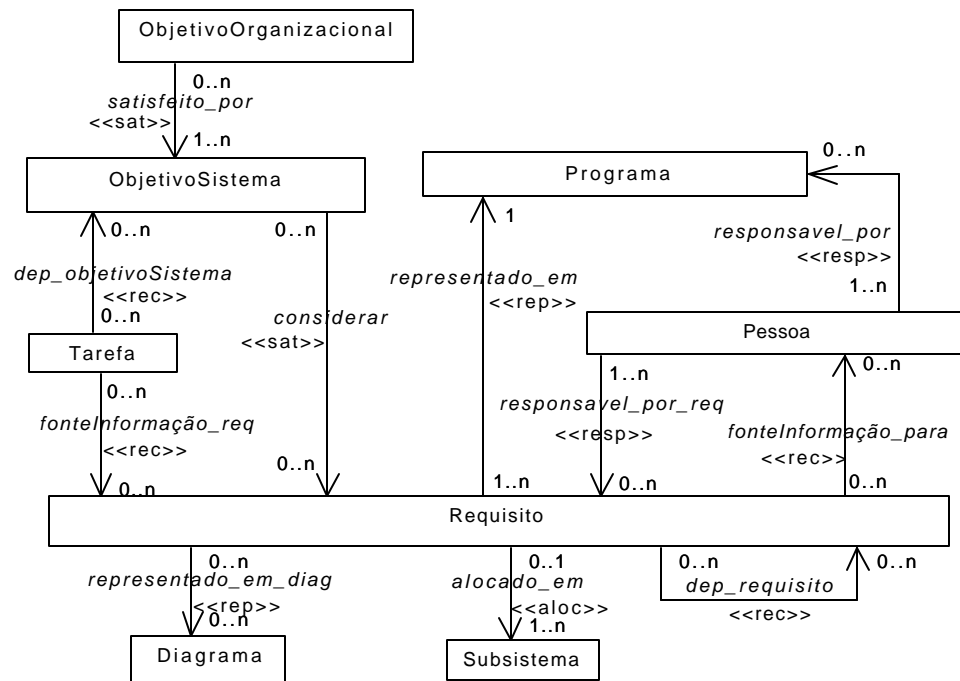 ObjetivoOrganizacional
0..n
satisfeito_por
<<sat>>
1..n
ObjetivoSistema
0..n
0..n
dep_objetivoSistema
<<rec>>
0..n
Tarefa
considerar
<<sat>>
0..n
fonteInformação_req
<<rec>>
0..n
0..n
Programa
0..n
1
representado_em
<<rep>>
1..n
responsavel_por
<<resp>>
1..n
Pessoa
1..n
0..n
responsavel_por_req
<<resp>>
0..n
fonteInformação_para
<<rec>>
0..n
Requisito
0..n
representado_em_diag
<<rep>>
0..n
Diagrama
0..1
alocado_em
<<aloc>>
1..n
Subsistema
0..n
0..n
dep_requisito
<<rec>>